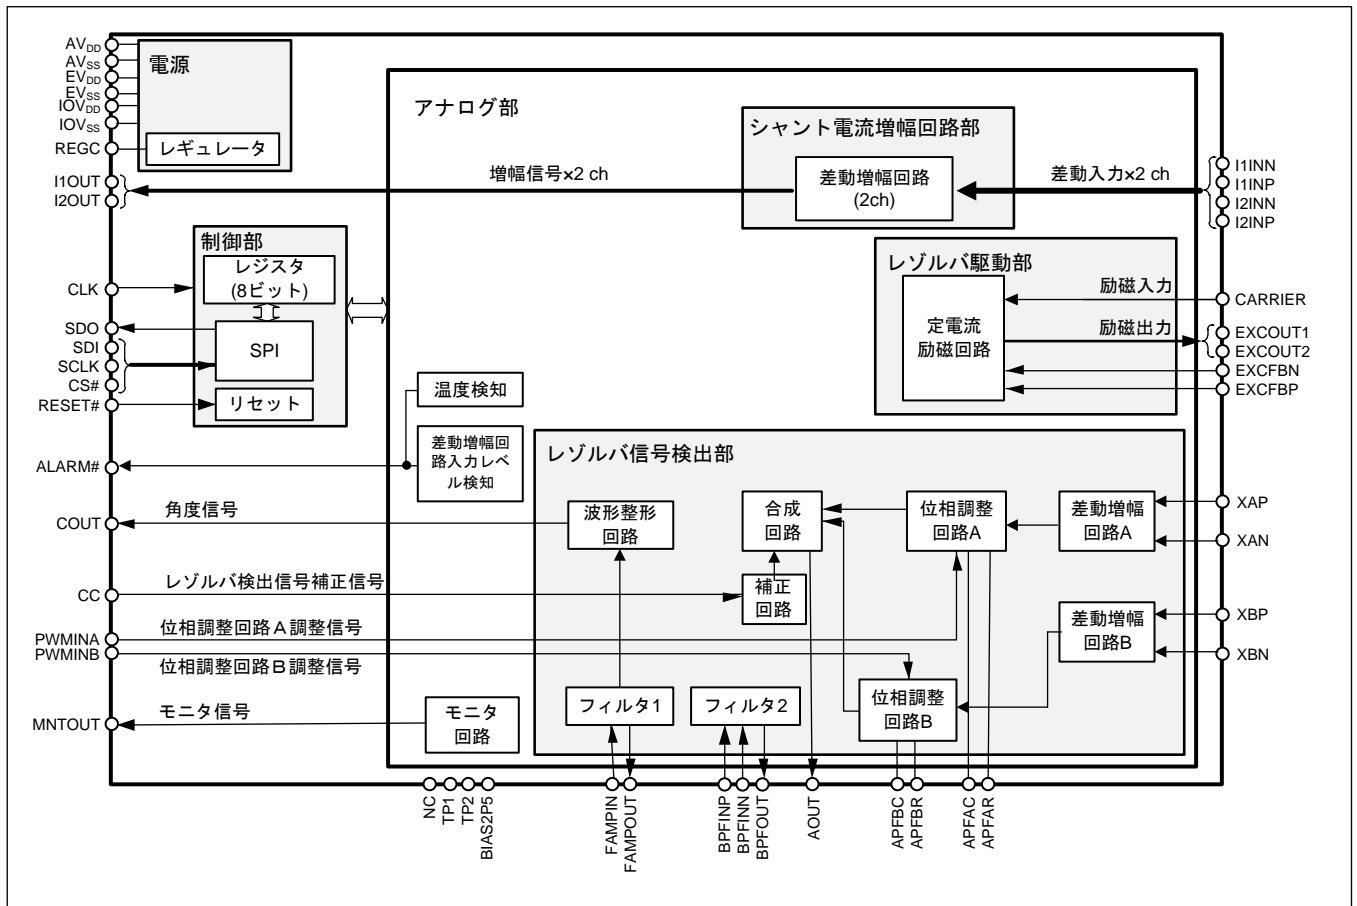 AVDD
AVSS
EVDD
EVSS
IOVDD
IOVSS
REGC
I1OUT
I2OUT
CLK
SDO
SDI
SCLK
CS#
RESET#
ALARM#
COUT
CC
PWMINA
PWMINB
MNTOUT
電源
レギュレータ
アナログ部
シャント電流増幅回路部
差動増幅回路
(2ch)
増幅信号×2 ch
差動入力×2 ch
I1INN
I1INP
I2INN
I2INP
制御部
レジスタ
(8ビット)
SPI
リセット
レゾルバ駆動部
定電流
励磁回路
励磁入力
励磁出力
CARRIER
EXCOUT1
EXCOUT2
EXCFBN
EXCFBP
温度検知
差動増幅回
路入力レベ
ル検知
レゾルバ信号検出部
波形整形
回路
合成
回路
補正
回路
位相調整
回路A
差動増幅
回路A
差動増幅
回路B
位相調整
回路B
フィルタ1
フィルタ2
XAP
XAN
XBP
XBN
角度信号
レゾルバ検出信号補正信号
位相調整回路Ａ調整信号
位相調整回路Ｂ調整信号
モニタ信号
モニタ
回路
NC
TP1
TP2
BIAS2P5
FAMPIN
FAMPOUT
BPFINP
BPFINN
BPFOUT
AOUT
APFBC
APFBR
APFAC
APFAR